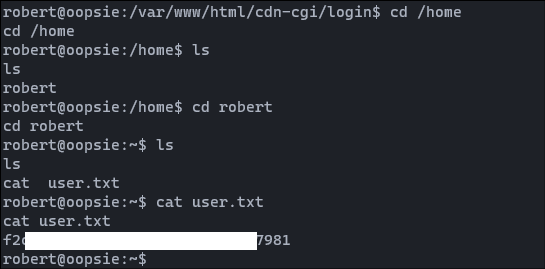 robert@oopsie:/var/www/html/cdn-cgi/login$ cd /home
cd /home
robert@oopsie:/home$ ls
ls
robert
robert@oopsie:/home$ cd robert
cd robert
robert@oopsie:~$ ls
ls
cat  user.txt
robert@oopsie:~$ cat user.txt
cat user.txt
f2c 7981
robert@oopsie:~$